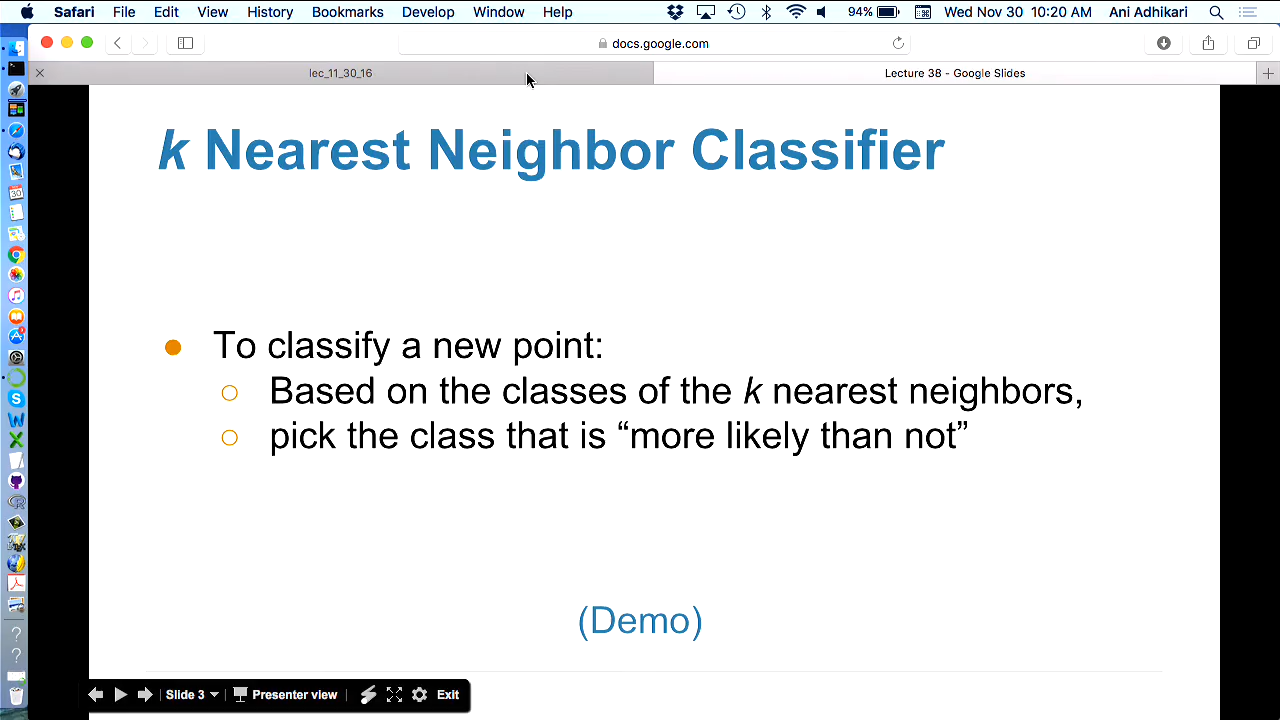 Safari File Edit View History Bookmarks Develop Window Help 94% Wed Nov 30 10:20 AM Ani Adhikari
docs.google.com
lec_11_30_16 Lecture 38 - Google Slides
k Nearest Neighbor Classifier
To classify a new point:
Based on the classes of the k nearest neighbors,
pick the class that is “more likely than not”
(Demo)
Slide 3 Presenter view Exit